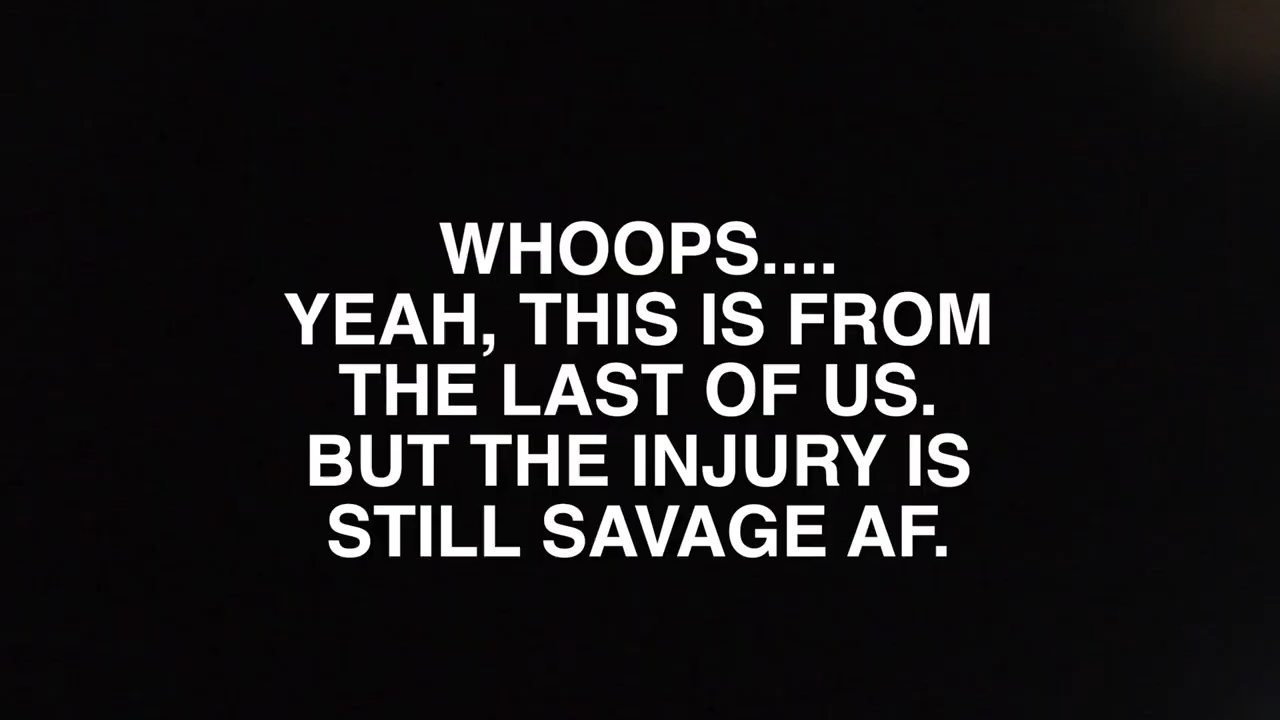 WHOOPS....
YEAH, THIS IS FROM
THE LAST OF US.
BUT THE INJURY IS
STILL SAVAGE AF.